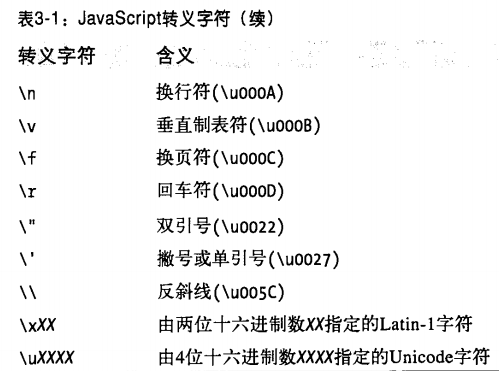 表3-1：JavaScript转义字符（续）
转义字符 含义
\n 换行符(\u000A)
\v 垂直制表符(\u000B)
\f 换页符(\u000C)
\r 回车符(\u000D)
\" 双引号(\u0022)
\' 撇号或单引号(\u0027)
\\ 反斜线(\u005C)
\xXX 由两位十六进制数XX指定的Latin-1字符
\uXXXX 由4位十六进制数XXXX指定的Unicode字符